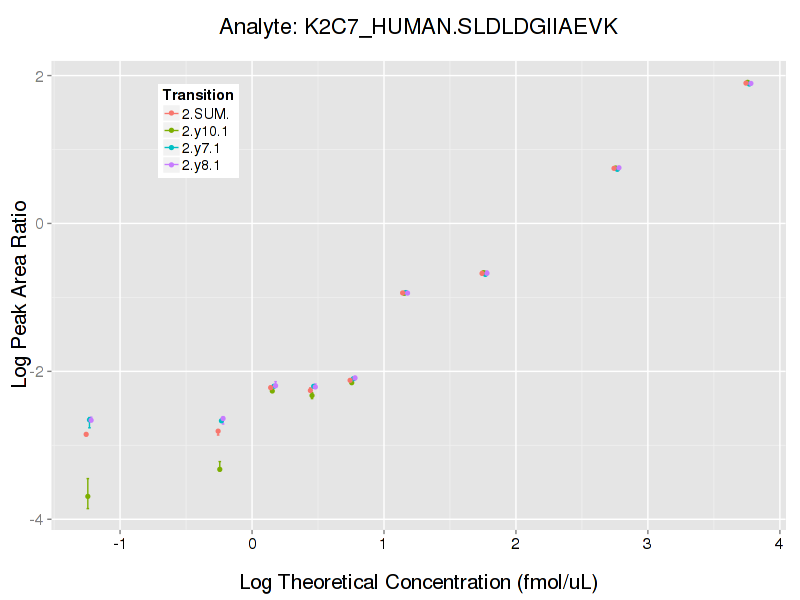 Analyte: K2C7_HUMAN.SLDLDGIIAEVK
Transition
2.SUM.
2.y10.1
2.y7.1
2.y8.1
Log Peak Area Ratio
2
0
-2
-4
-1
0
1
2
3
4
Log Theoretical Concentration (fmol/uL)